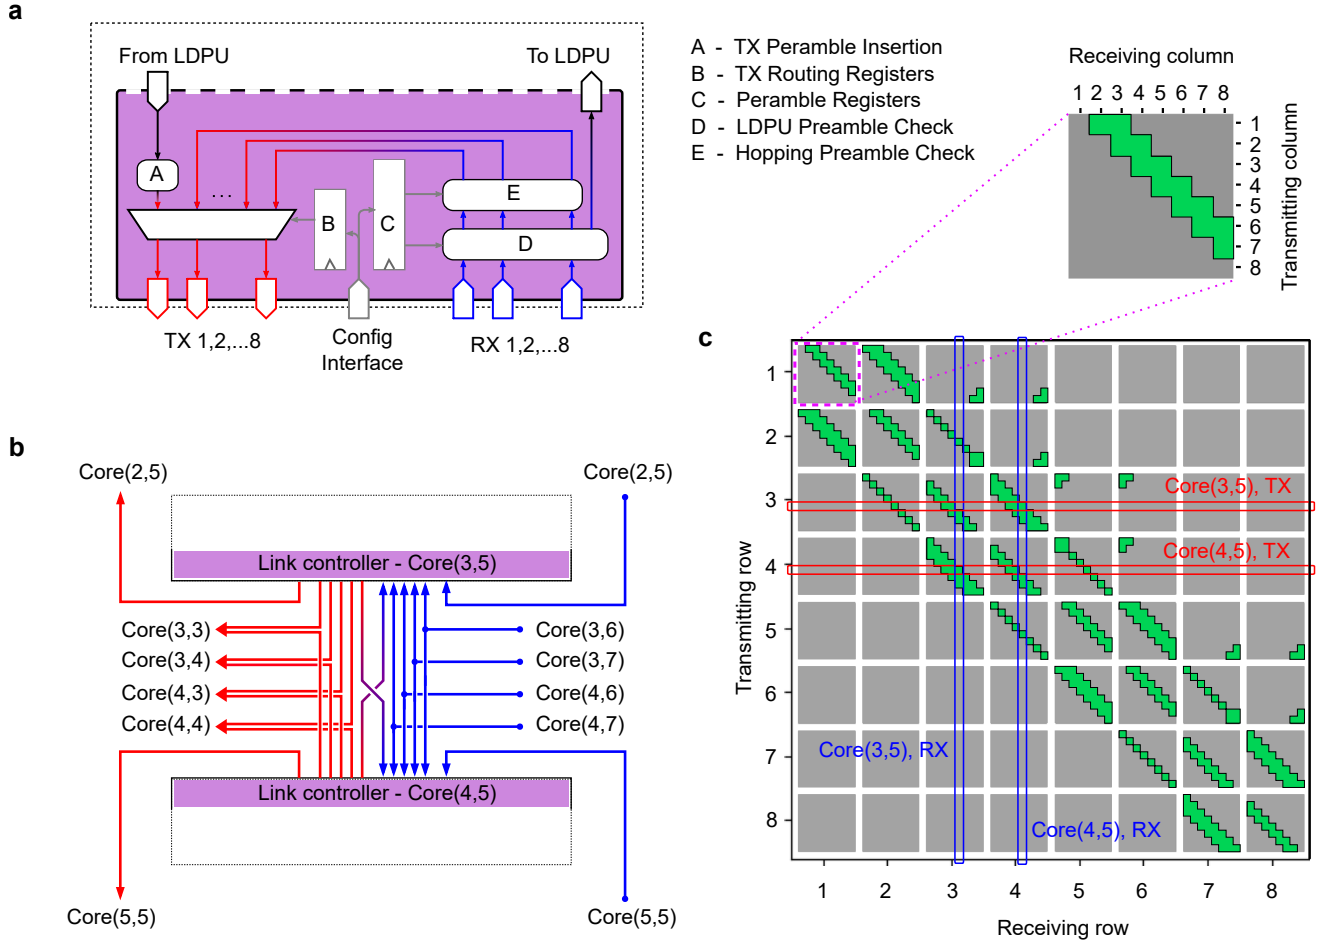 a
From LDPU
To LDPU
A
...
B
C
E
D
TX 1,2,...8
Config
Interface
RX 1,2,...8
A - TX Peramble Insertion
B - TX Routing Registers
C - Peramble Registers
D - LDPU Preamble Check
E - Hopping Preamble Check
Receiving column
1 2 3 4 5 6 7 8
1
2
3
4
5
6
7
8
Transmitting column
b
Core(2,5)
Core(2,5)
Link controller - Core(3,5)
Core(3,3)
Core(3,6)
Core(3,4)
Core(3,7)
Core(4,3)
Core(4,6)
Core(4,4)
Core(4,7)
Link controller - Core(4,5)
Core(5,5)
Core(5,5)
c
1
2
3
4
5
6
7
8
Transmitting row
Core(3,5), TX
Core(4,5), TX
Core(3,5), RX
Core(4,5), RX
1 2 3 4 5 6 7 8
Receiving row